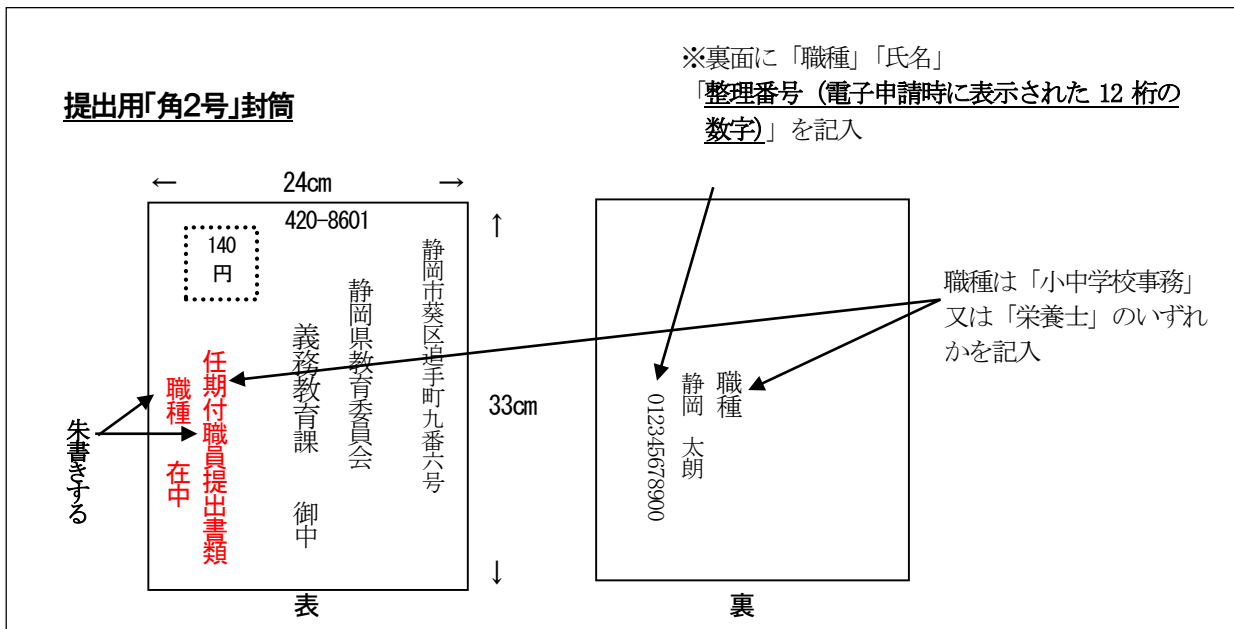 ※裏面に「職種」「氏名」
「整理番号（電子申請時に表示された 12 桁の
数字）」を記入
提出用「角2号」封筒
← 24cm →
420-8601
140
円
静岡市葵区追手町九番六号
静岡県教育委員会
義務教育課 御中
任期付職員提出書類
職種 在中
朱書きする
↑
33cm
↓
表
職種
静岡 太朗
012345678900
裏
職種は「小中学校事務」
又は「栄養士」のいずれ
かを記入